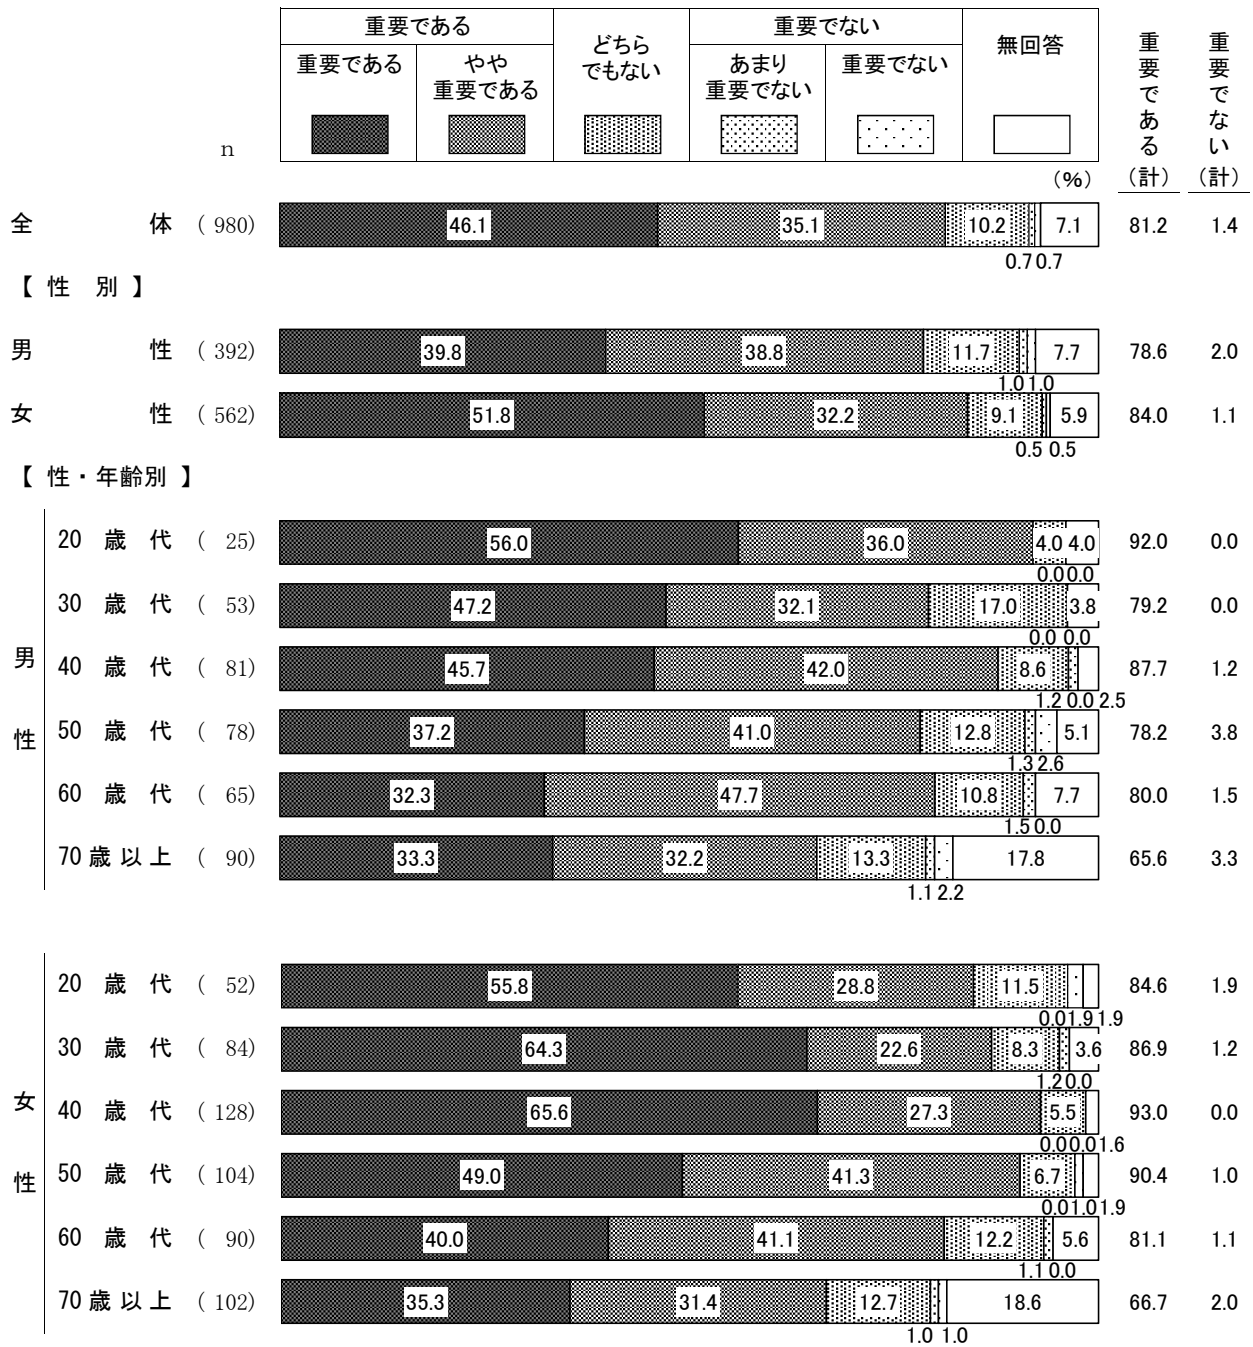 重要である 重要でない
どちらでもない 無回答
重要である やや重要である あまり重要でない 重要でない
重要である（計） 重要でない（計）
n
（%）
全体 （ 980） 46.1 35.1 10.2 7.1 81.2 1.4
0.7 0.7
【 性 別 】
男性 （ 392） 39.8 38.8 11.7 7.7 78.6 2.0
1.0 1.0
女性 （ 562） 51.8 32.2 9.1 5.9 84.0 1.1
0.5 0.5
【 性・年齢別 】
男性
20 歳 代 （ 25） 56.0 36.0 4.0 4.0 92.0 0.0
0.0 0.0
30 歳 代 （ 53） 47.2 32.1 17.0 3.8 79.2 0.0
0.0 0.0
40 歳 代 （ 81） 45.7 42.0 8.6 87.7 1.2
1.2 0.0 2.5
50 歳 代 （ 78） 37.2 41.0 12.8 5.1 78.2 3.8
1.3 2.6
60 歳 代 （ 65） 32.3 47.7 10.8 7.7 80.0 1.5
1.5 0.0
70 歳 以 上 （ 90） 33.3 32.2 13.3 17.8 65.6 3.3
1.1 2.2
女性
20 歳 代 （ 52） 55.8 28.8 11.5 84.6 1.9
0.0 1.9 1.9
30 歳 代 （ 84） 64.3 22.6 8.3 3.6 86.9 1.2
1.2 0.0
40 歳 代 （ 128） 65.6 27.3 5.5 93.0 0.0
0.0 0.0 1.6
50 歳 代 （ 104） 49.0 41.3 6.7 90.4 1.0
0.0 1.0 1.9
60 歳 代 （ 90） 40.0 41.1 12.2 5.6 81.1 1.1
1.1 0.0
70 歳 以 上 （ 102） 35.3 31.4 12.7 18.6 66.7 2.0
1.0 1.0